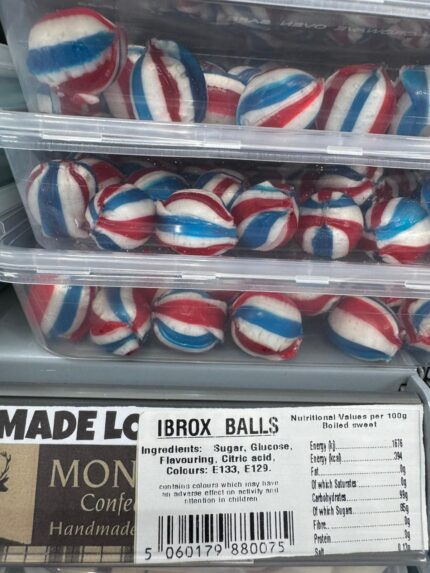 MADE LO
MON
Confe
Handmade
IBROX BALLS
Ingredients: Sugar, Glucose,
Flavouring, Citric acid,
Colours: E133, E129.
contains colours which may have
an adverse effect on activity and
attention in children
5 060179 880075
Nutritional Values per 100g
Boiled sweet
Energy (kj)........1676
Energy (kcal)........394
Fat........0g
Of which Saturates........0g
Carbohydrates........99g
Of which Sugars........85g
Fibre........0g
Protein........0g
Salt........0.12g